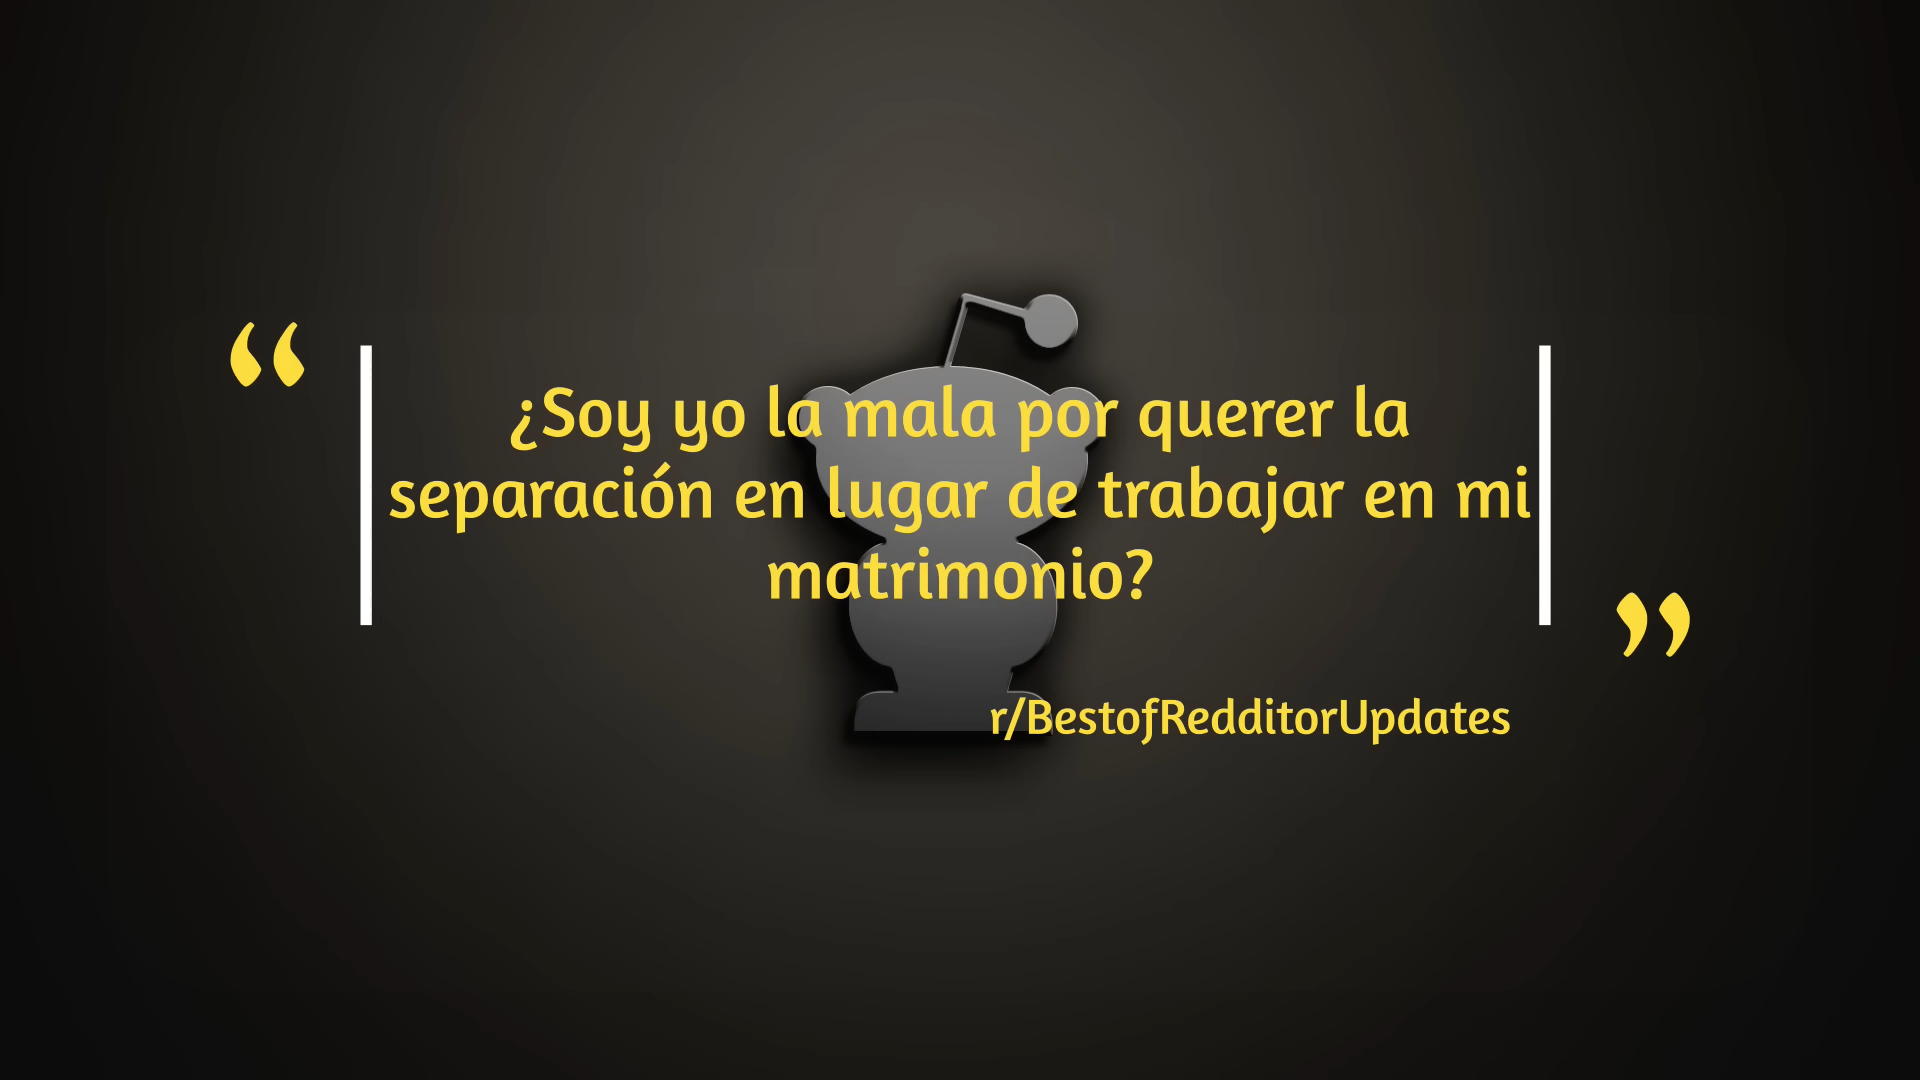 “
¿Soy yo la mala por querer la
separación en lugar de trabajar en mi
matrimonio?
”
r/BestofRedditorUpdates